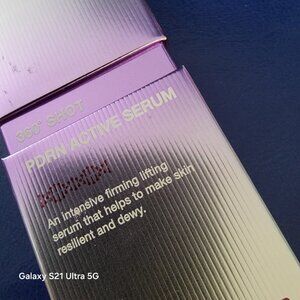 360° SHOT
PDRN ACTIVE SERUM
An intensive firming lifting
serum that helps to make skin
resilient and dewy.
Galaxy S21 Ultra 5G